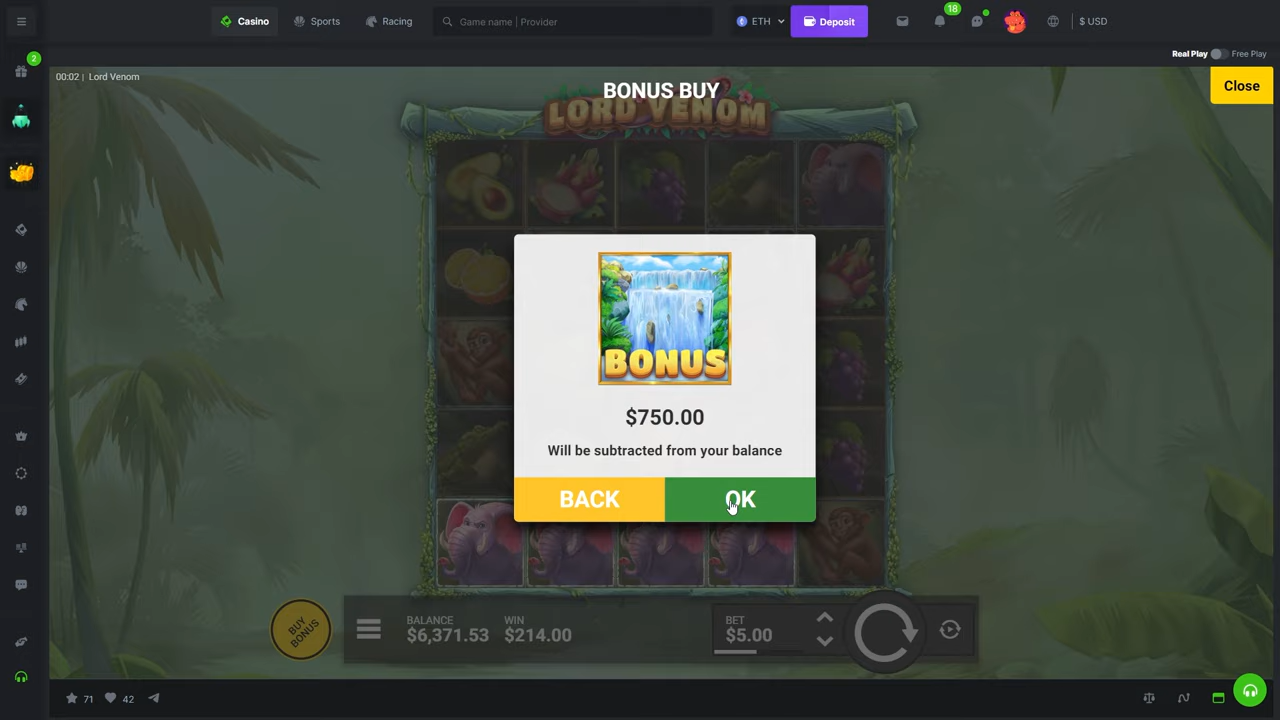 Casino
Sports
Racing
Game name | Provider
ETH
Deposit
18
$ USD
2
Real Play
Free Play
00:02 | Lord Venom
BONUS BUY
Close
LORD VENOM
BONUS
$750.00
Will be subtracted from your balance
BACK
OK
BUY
BONUS
BALANCE
$6,371.53
WIN
$214.00
BET
$5.00
71
42